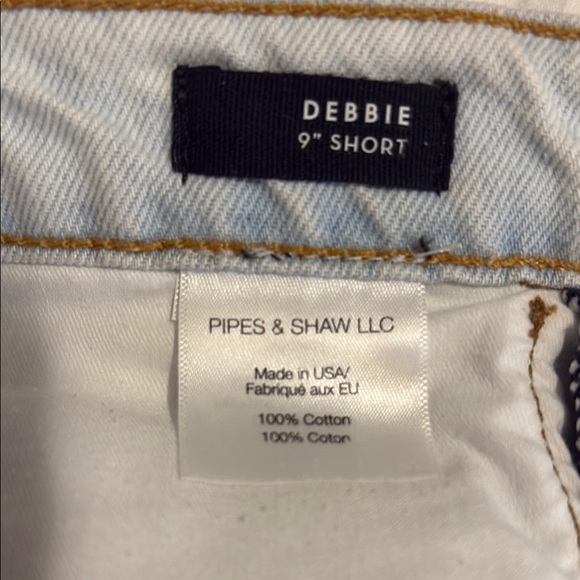 DEBBIE
9" SHORT
PIPES & SHAW LLC
Made in USA/
Fabriqué aux EU
100% Cotton
100% Coton